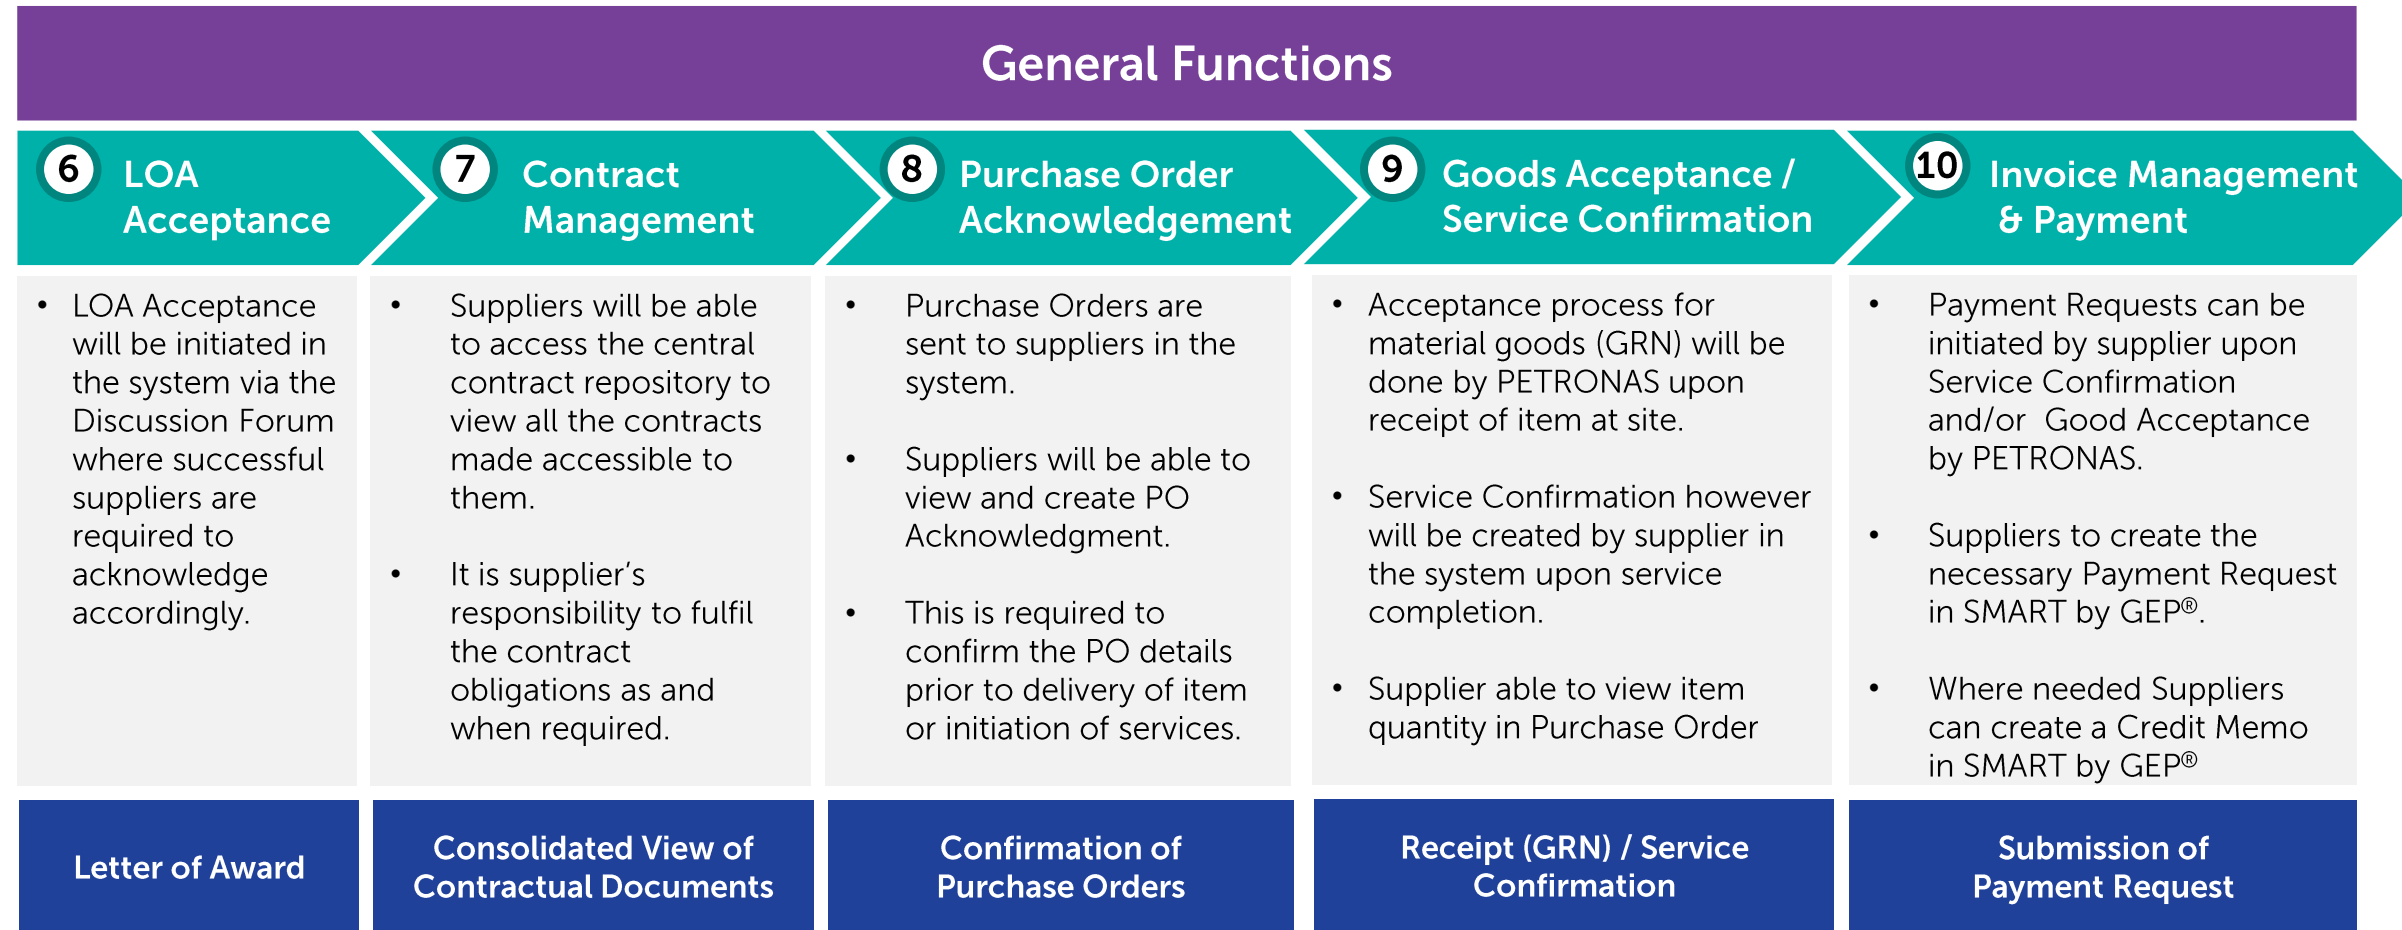 General Functions
6
LOA
Acceptance
7
Contract
Management
8
Purchase Order
Acknowledgement
9
Goods Acceptance /
Service Confirmation
10
Invoice Management
& Payment
• LOA Acceptance
will be initiated in
the system via the
Discussion Forum
where successful
suppliers are
required to
acknowledge
accordingly.
• Suppliers will be able
to access the central
contract repository to
view all the contracts
made accessible to
them.
• It is supplier’s
responsibility to fulfil
the contract
obligations as and
when required.
• Purchase Orders are
sent to suppliers in the
system.
• Suppliers will be able to
view and create PO
Acknowledgment.
• This is required to
confirm the PO details
prior to delivery of item
or initiation of services.
• Acceptance process for
material goods (GRN) will be
done by PETRONAS upon
receipt of item at site.
• Service Confirmation however
will be created by supplier in
the system upon service
completion.
• Supplier able to view item
quantity in Purchase Order
• Payment Requests can be
initiated by supplier upon
Service Confirmation
and/or  Good Acceptance
by PETRONAS.
• Suppliers to create the
necessary Payment Request
in SMART by GEP®.
• Where needed Suppliers
can create a Credit Memo
in SMART by GEP®
Letter of Award
Consolidated View of
Contractual Documents
Confirmation of
Purchase Orders
Receipt (GRN) / Service
Confirmation
Submission of
Payment Request